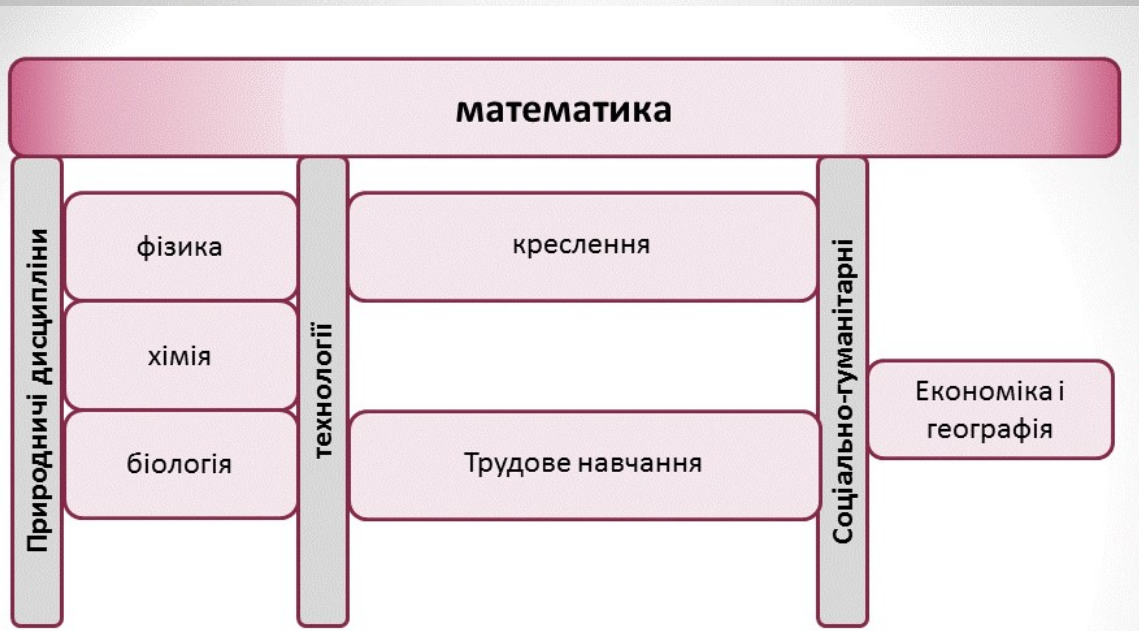 математика
Природничі дисципліни
фізика
хімія
біологія
технології
креслення
Трудове навчання
Соціально-гуманітарні
Економіка і
географія